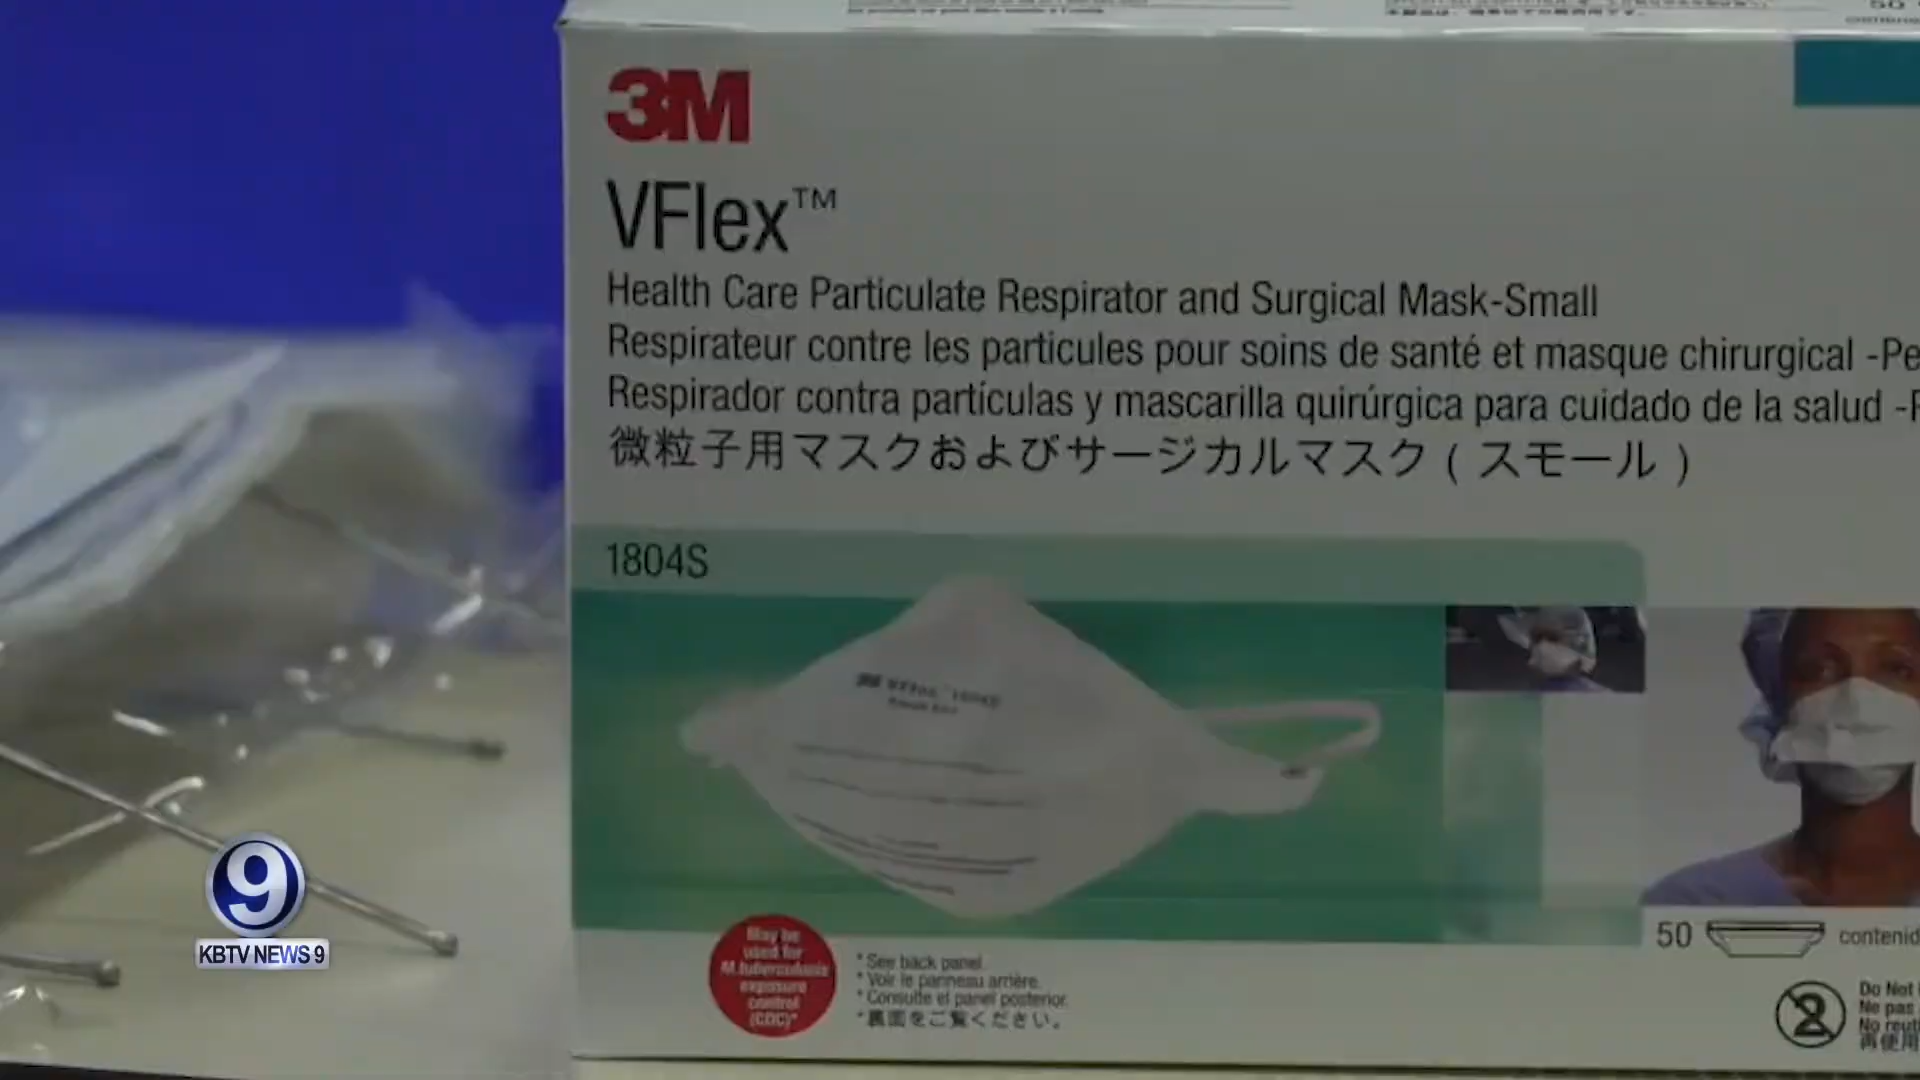 50
3M
VFlex™
Health Care Particulate Respirator and Surgical Mask-Small
Respirateur contre les particules pour soins de santé et masque chirurgical -Pe
Respirador contra partículas y mascarilla quirúrgica para cuidado de la salud -P
微粒子用マスクおよびサージカルマスク ( スモール )
1804S
May be
used for
M.tuberculosis
exposure
control
(CDC)*
* See back panel.
* Voir le panneau arrière.
* Consulte el panel posterior.
*裏面をご覧ください。
50
contenid
2
Do Not
Ne pas
No reuti
再使用
9
KBTV NEWS 9